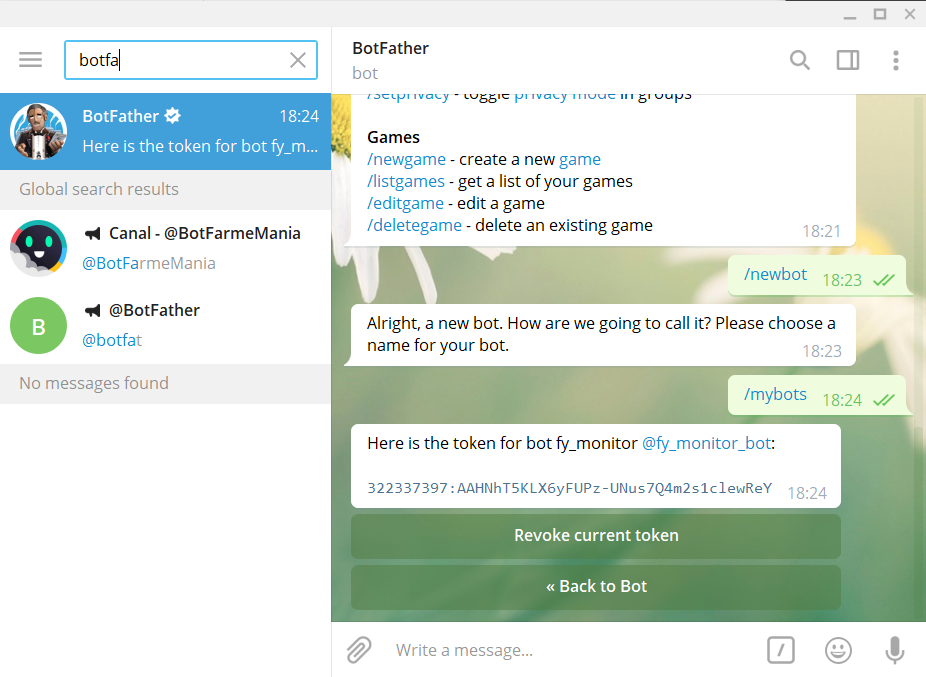 botfa
BotFather
18:24
Here is the token for bot fy_m...
Global search results
Canal - @BotFarmeMania
@BotFarmeMania
B
@BotFather
@botfat
No messages found
BotFather
bot
/setprivacy - toggle privacy mode in groups
Games
/newgame - create a new game
/listgames - get a list of your games
/editgame - edit a game
/deletegame - delete an existing game
18:21
/newbot 18:23
Alright, a new bot. How are we going to call it? Please choose a
name for your bot.
18:23
/mybots 18:24
Here is the token for bot fy_monitor @fy_monitor_bot:
322337397:AAHNhT5KLX6yFUPz-UNus7Q4m2s1clewReY
18:24
Revoke current token
« Back to Bot
Write a message...
/